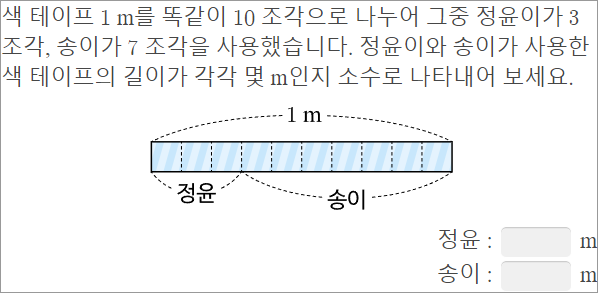 색 테이프 1 m를 똑같이 10 조각으로 나누어 그중 정윤이가 3
조각, 송이가 7 조각을 사용했습니다. 정윤이와 송이가 사용한
색 테이프의 길이가 각각 몇 m인지 소수로 나타내어 보세요.
1 m
정윤
송이
정윤 : m
송이 : m